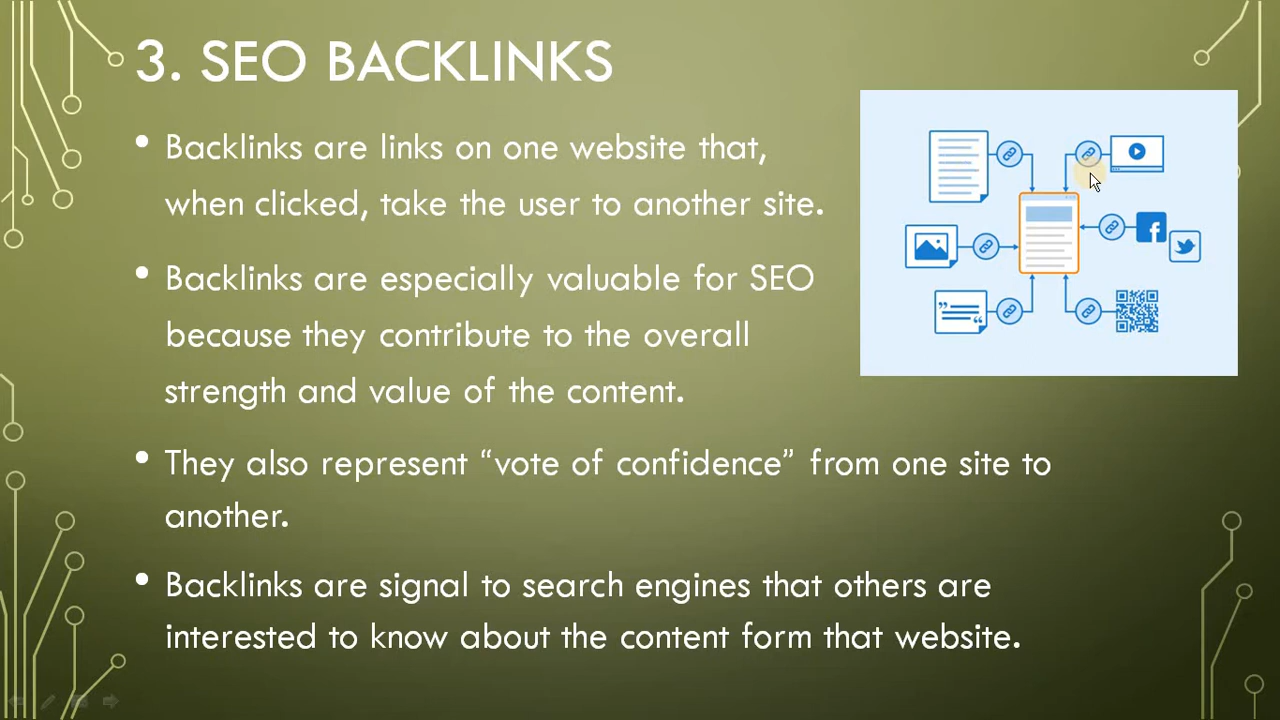 3. SEO BACKLINKS
• Backlinks are links on one website that,
when clicked, take the user to another site.
• Backlinks are especially valuable for SEO
because they contribute to the overall
strength and value of the content.
• They also represent “vote of confidence” from one site to
another.
• Backlinks are signal to search engines that others are
interested to know about the content form that website.